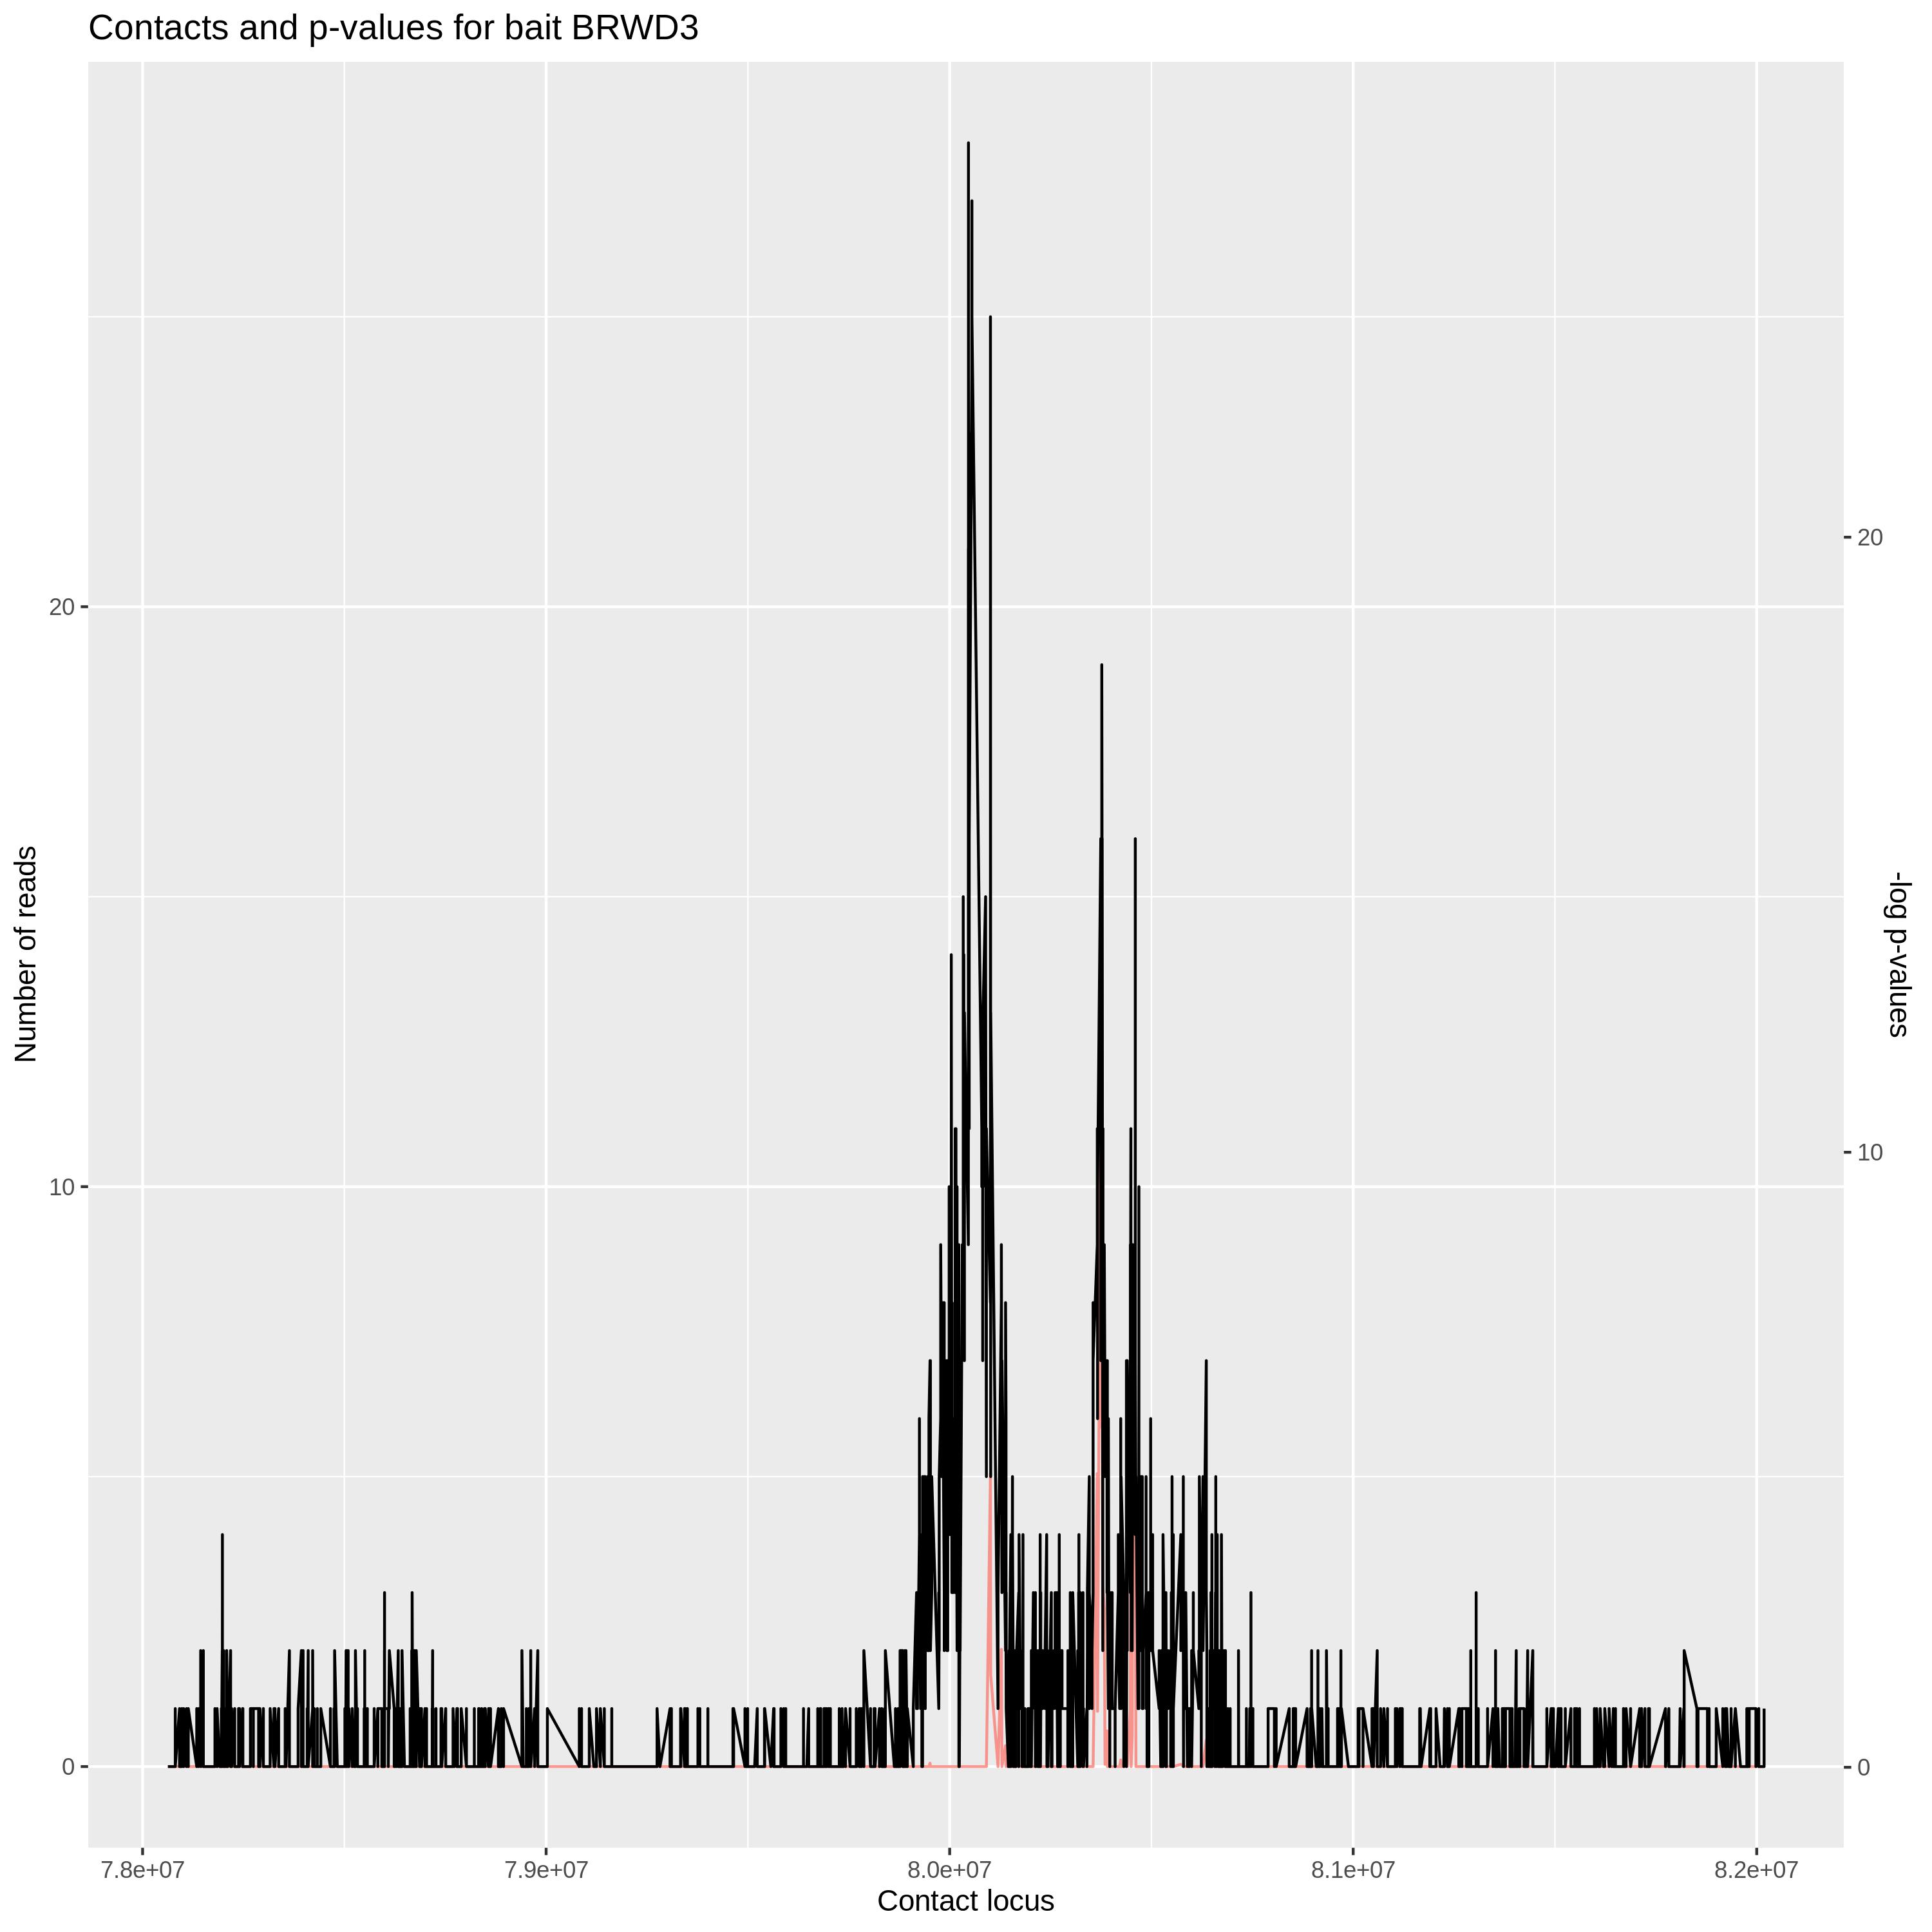 Contacts and p-values for bait BRWD3
Number of reads
20
10
0
20
10
0
-log p-values
7.8e+07
7.9e+07
8.0e+07
8.1e+07
8.2e+07
Contact locus